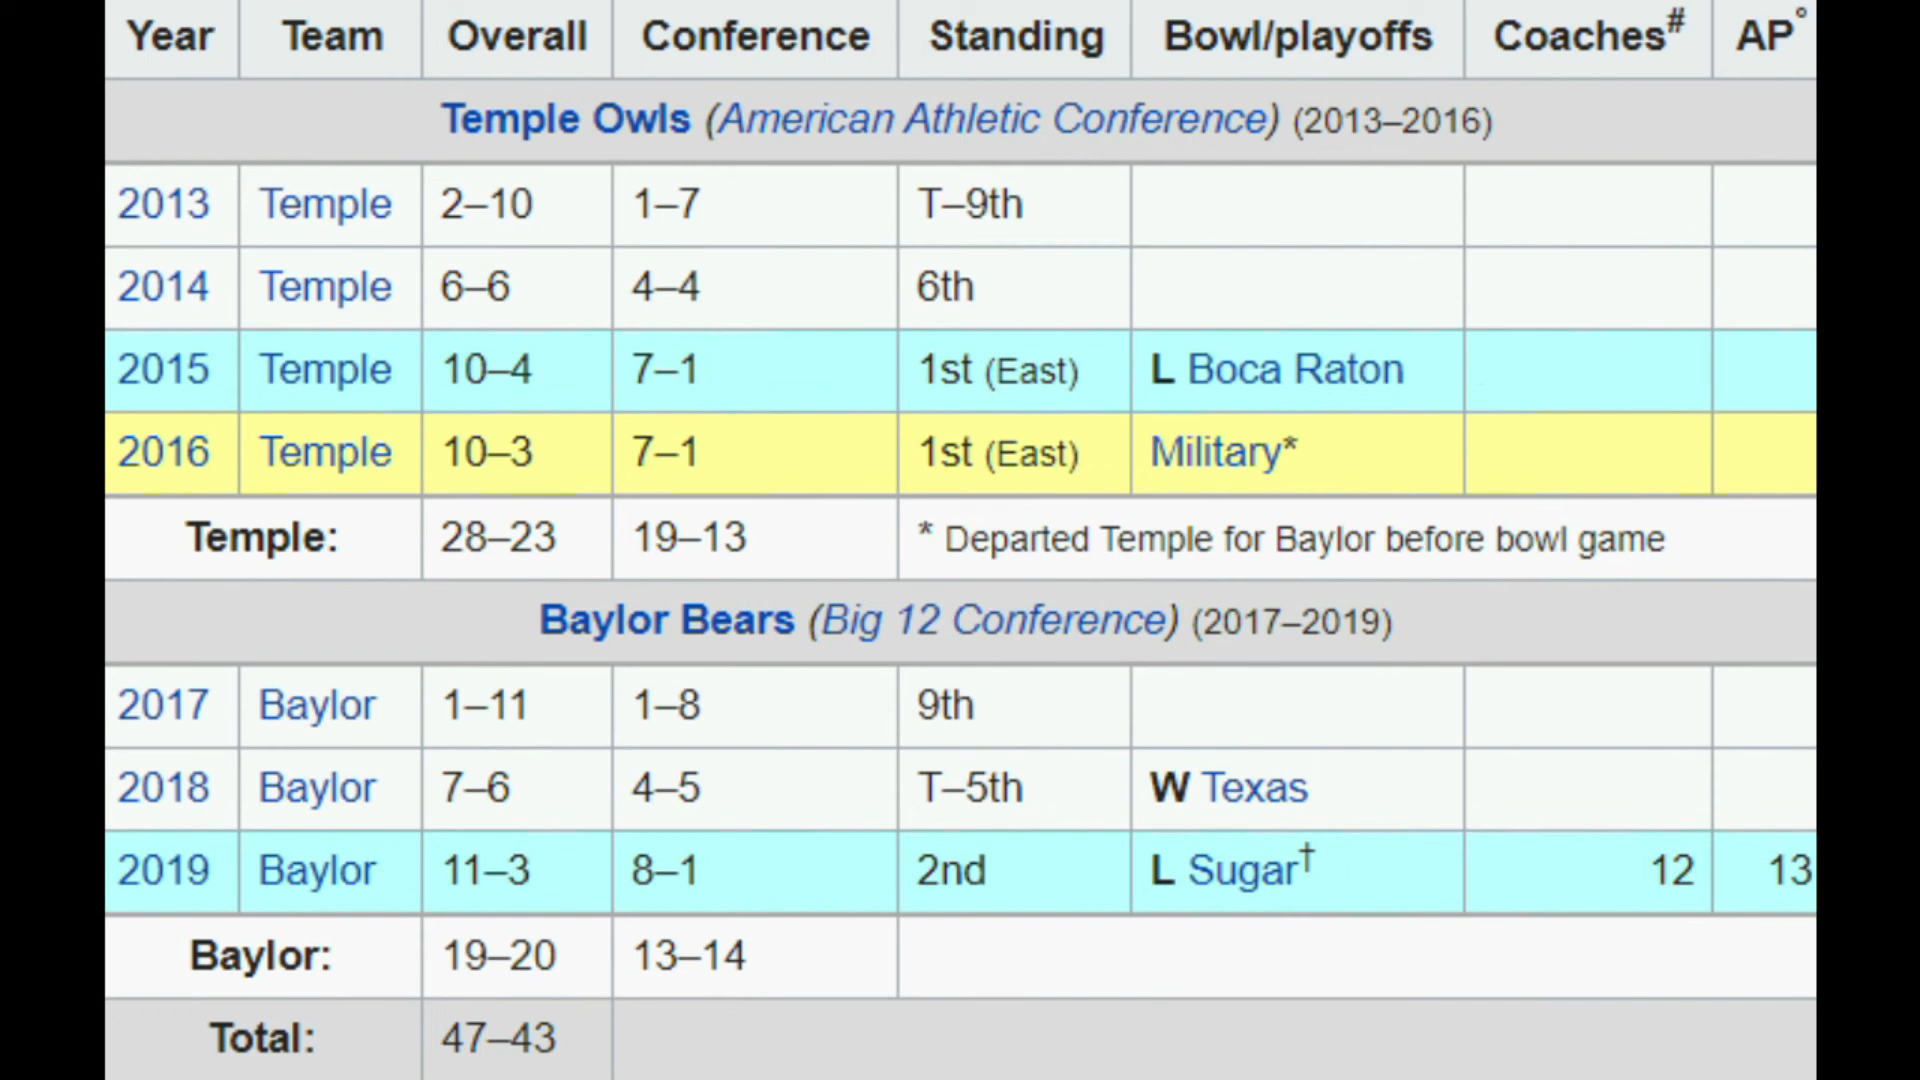 Year Team Overall Conference Standing Bowl/playoffs Coaches# AP°
Temple Owls (American Athletic Conference) (2013–2016)
2013 Temple 2–10 1–7 T–9th
2014 Temple 6–6 4–4 6th
2015 Temple 10–4 7–1 1st (East) L Boca Raton
2016 Temple 10–3 7–1 1st (East) Military*
Temple: 28–23 19–13 * Departed Temple for Baylor before bowl game
Baylor Bears (Big 12 Conference) (2017–2019)
2017 Baylor 1–11 1–8 9th
2018 Baylor 7–6 4–5 T–5th W Texas
2019 Baylor 11–3 8–1 2nd L Sugar† 12 13
Baylor: 19–20 13–14
Total: 47–43